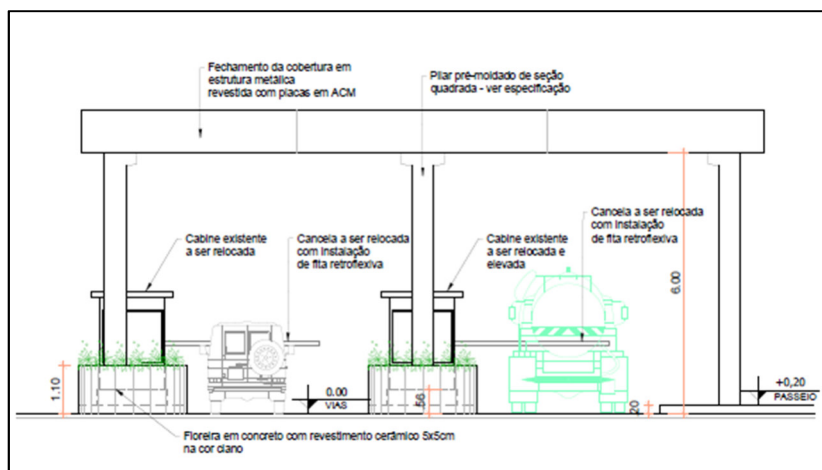 Fechamento da cobertura em
estrutura metálica
revestida com placas em ACM
Pilar pré-moldado de seção
quadrada - ver especificação
Cabine existente
a ser relocada
Cancela a ser relocada
com instalação
de fita retroflexiva
Cabine existente
a ser relocada e
elevada
Cancela a ser relocada
com instalação
de fita retroflexiva
6.00
1.10
0.00
VIAS
.56
.20
+0,20
PASSEIO
Floreira em concreto com revestimento cerâmico 5x5cm
na cor ciano